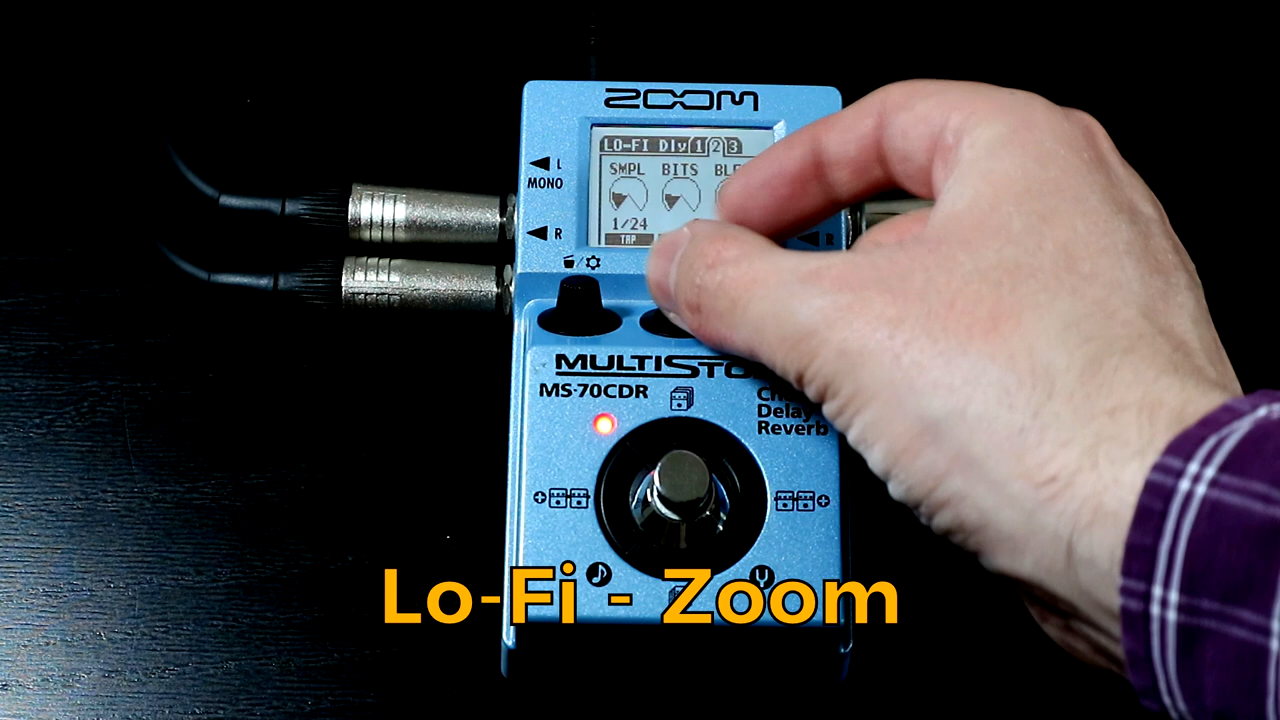 ZOOM
LO-FI Dly 1 2 3
SMPL BITS
1/24
TAP
L
MONO
R
R
MS-70CDR
Delay
Reverb
Lo-Fi - Zoom